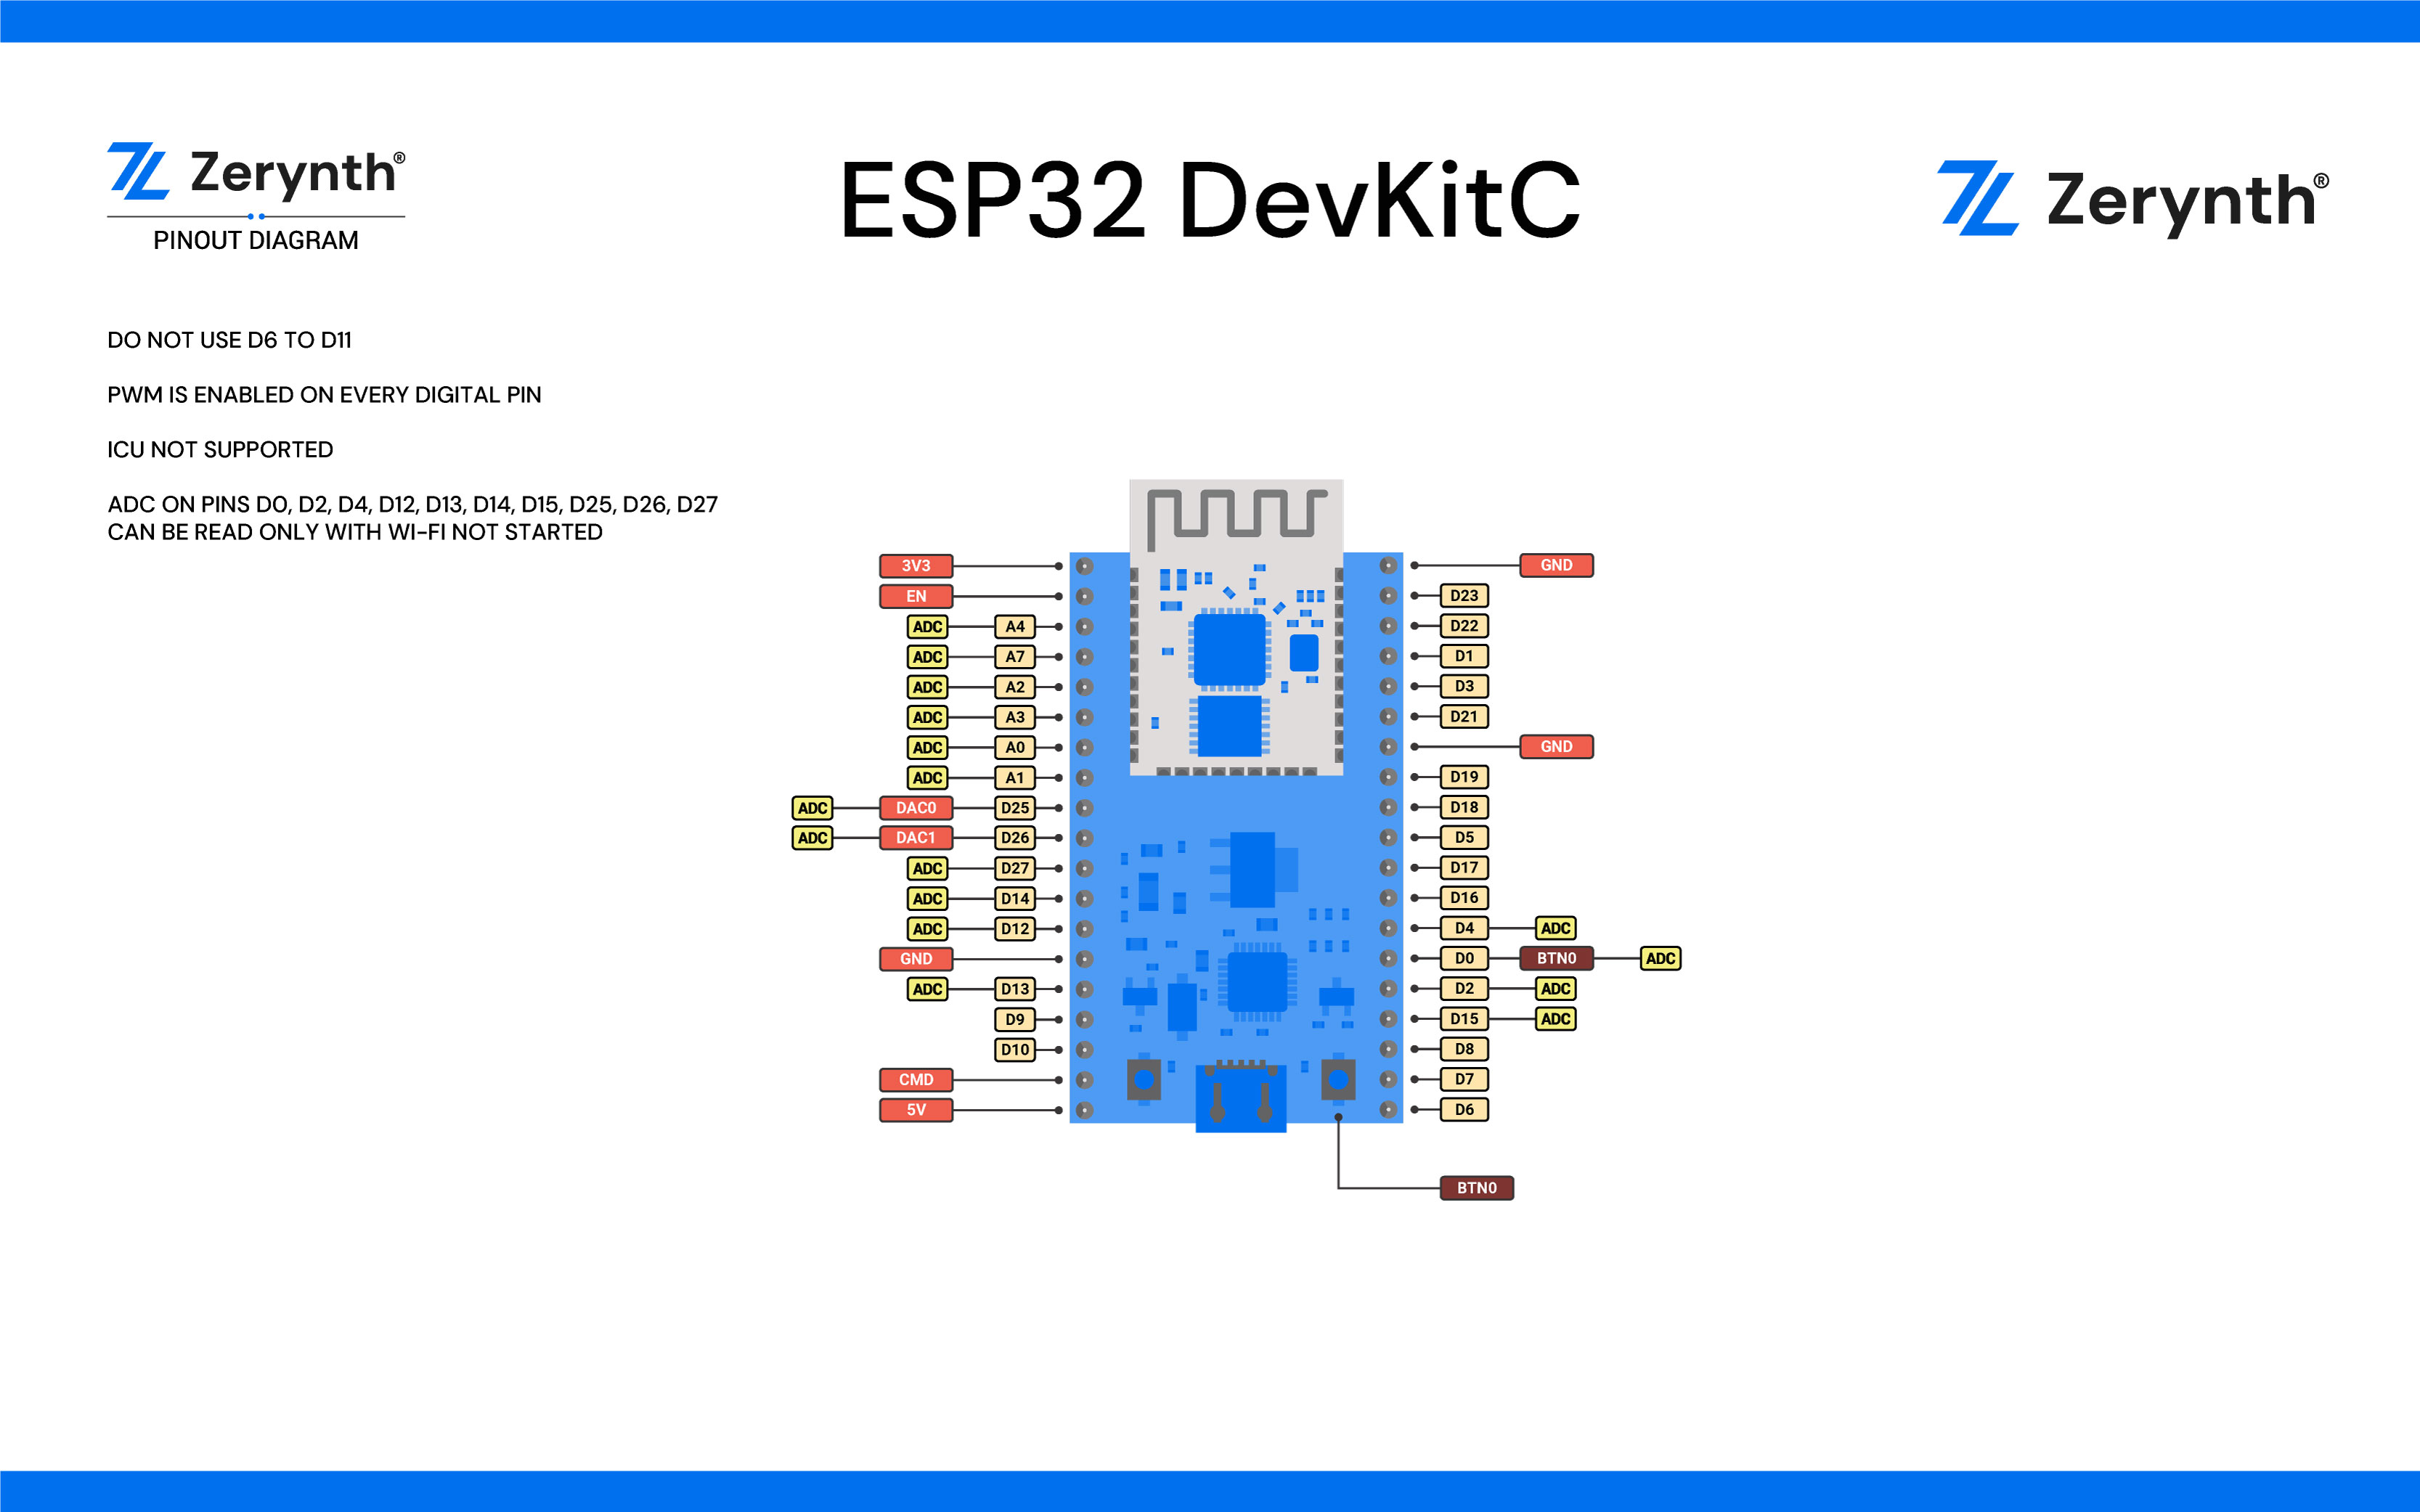 Zerynth®
PINOUT DIAGRAM
ESP32 DevKitC
Zerynth®
DO NOT USE D6 TO D11
PWM IS ENABLED ON EVERY DIGITAL PIN
ICU NOT SUPPORTED
ADC ON PINS D0, D2, D4, D12, D13, D14, D15, D25, D26, D27
CAN BE READ ONLY WITH WI-FI NOT STARTED
3V3
EN
ADC A4
ADC A7
ADC A2
ADC A3
ADC A0
ADC A1
ADC DAC0 D25
ADC DAC1 D26
ADC D27
ADC D14
ADC D12
GND
ADC D13
D9
D10
CMD
5V
GND
D23
D22
D1
D3
D21
GND
D19
D18
D5
D17
D16
D4 ADC
D0 BTN0 ADC
D2 ADC
D15 ADC
D8
D7
D6
BTN0